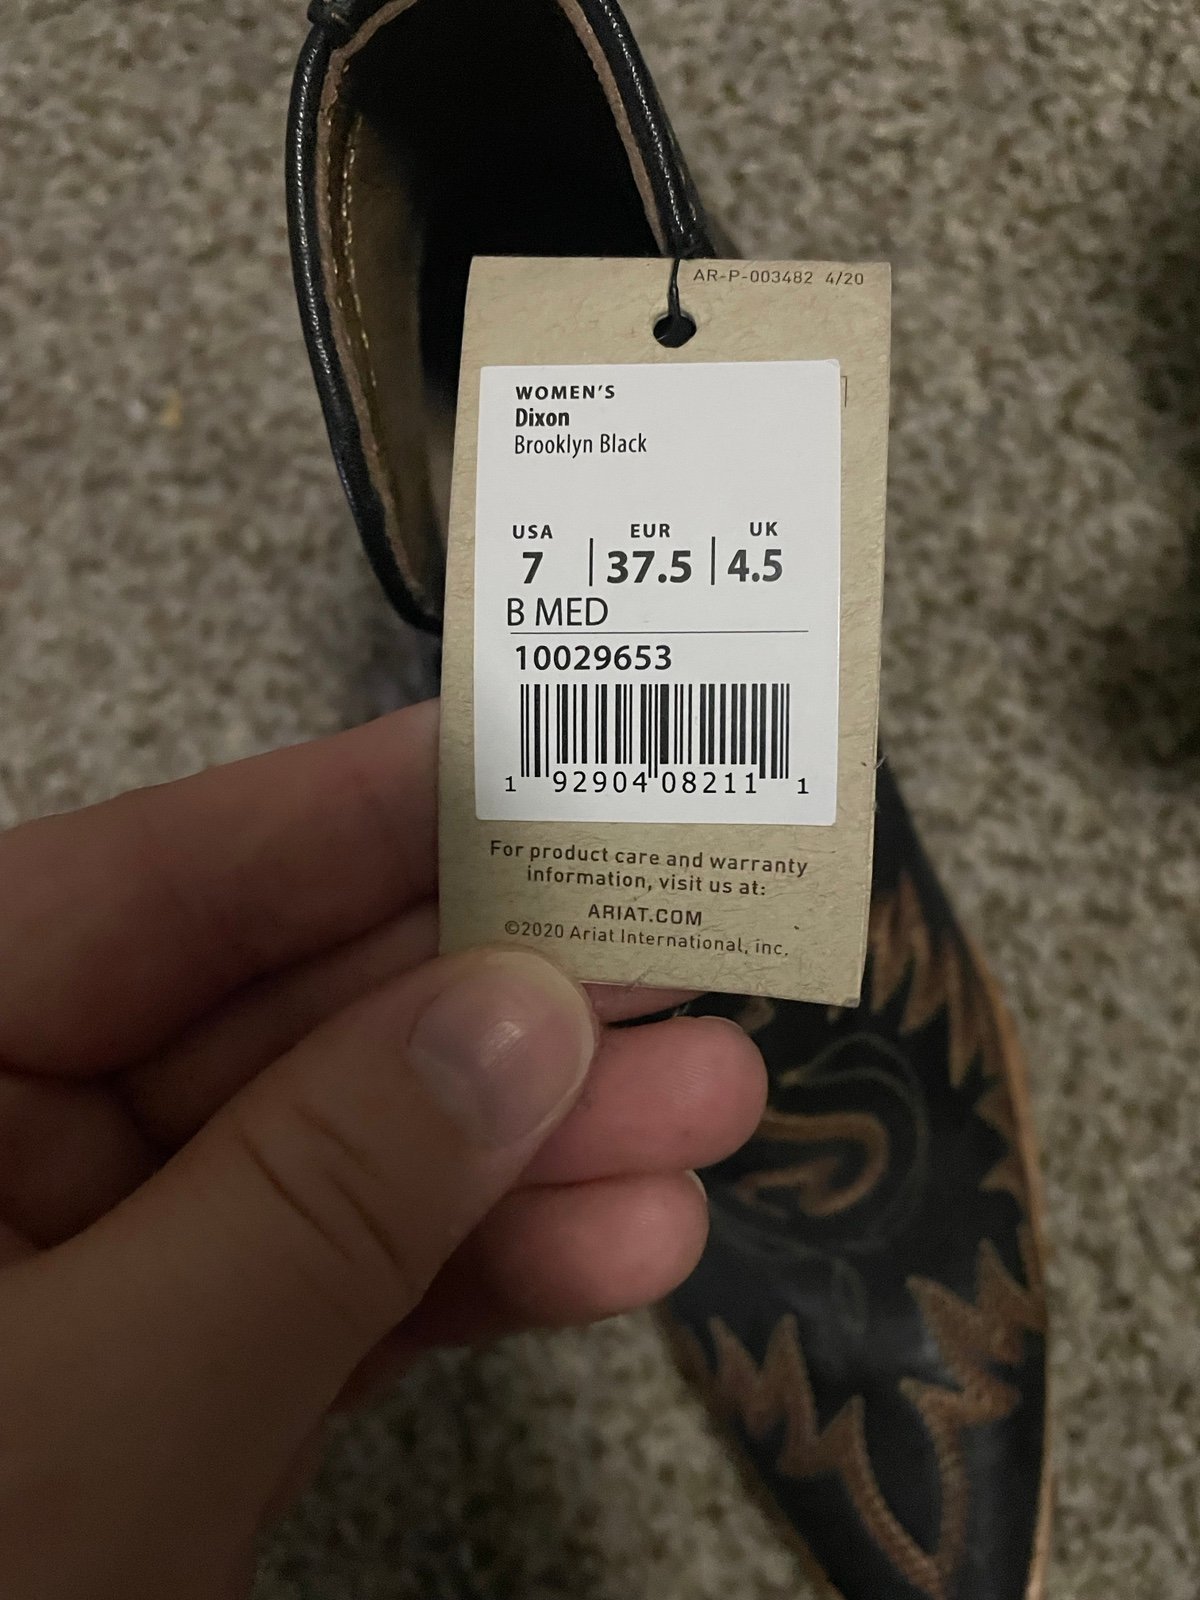 AR-P-003482 4/20
WOMEN'S
Dixon
Brooklyn Black
USA EUR UK
7 37.5 4.5
B MED
10029653
1 92904 08211 1
For product care and warranty
information, visit us at:
ARIAT.COM
©2020 Ariat International, inc.